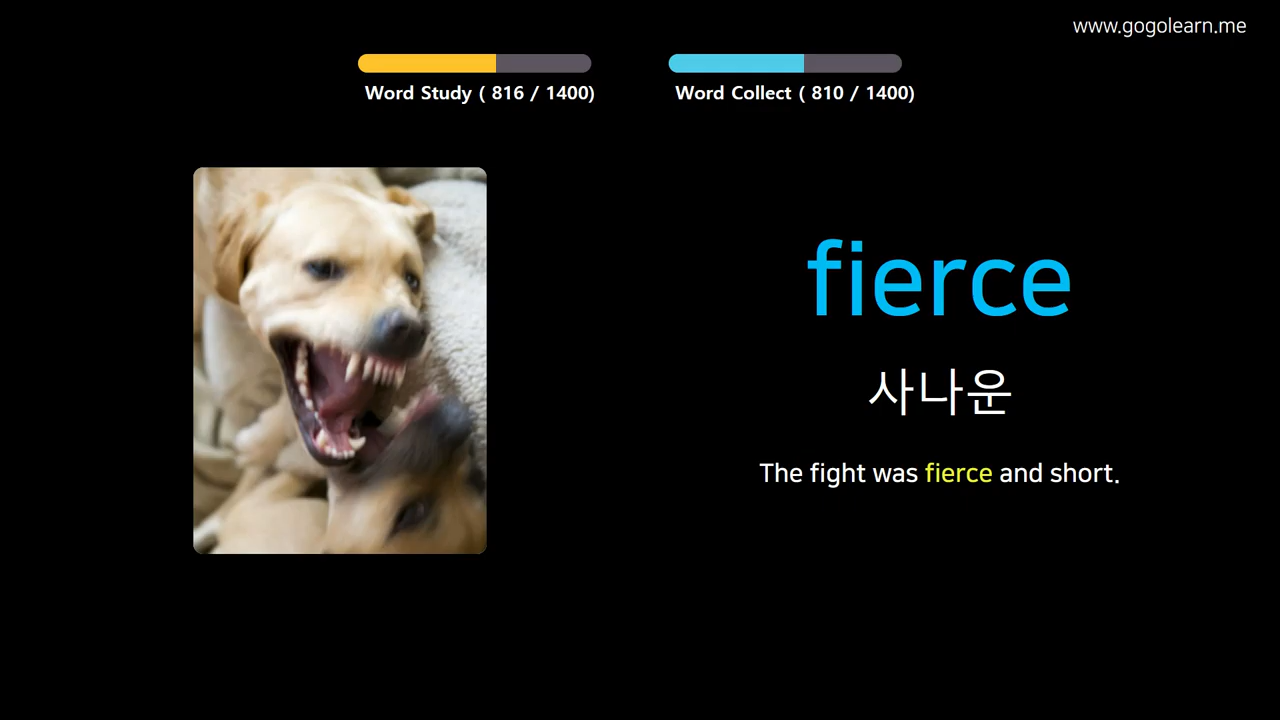 www.gogolearn.me
Word Study ( 816 / 1400)
Word Collect ( 810 / 1400)
fierce
사나운
The fight was fierce and short.